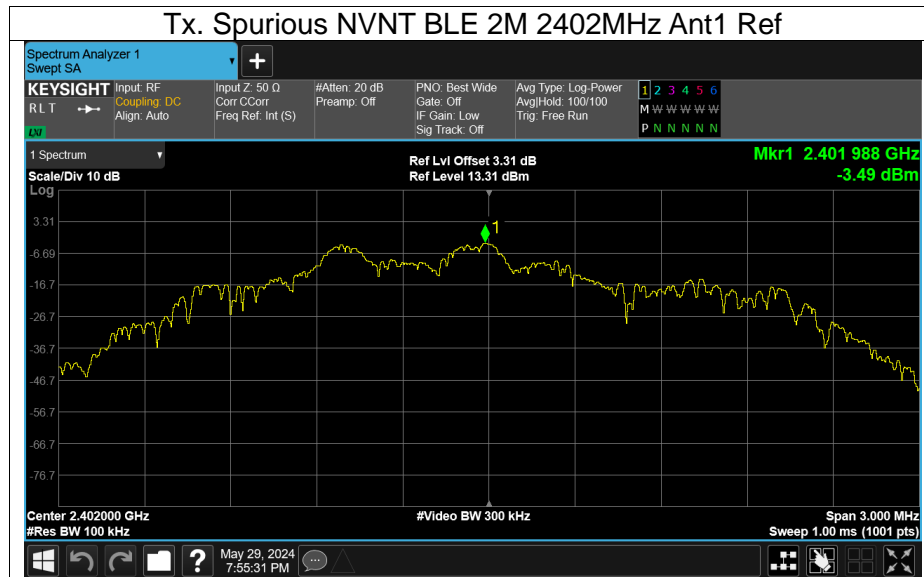 Tx. Spurious NVNT BLE 2M 2402MHz Ant1 Ref
Spectrum Analyzer 1
Swept SA
+
KEYSIGHT
RLT
LXI
Input: RF
Coupling: DC
Align: Auto
Input Z: 50 Ω
Corr CCorr
Freq Ref: Int (S)
#Atten: 20 dB
Preamp: Off
PNO: Best Wide
Gate: Off
IF Gain: Low
Sig Track: Off
Avg Type: Log-Power
Avg|Hold: 100/100
Trig: Free Run
1 2 3 4 5 6
M W W W W W
P N N N N N
1 Spectrum
Scale/Div 10 dB
Ref Lvl Offset 3.31 dB
Ref Level 13.31 dBm
Mkr1 2.401 988 GHz
-3.49 dBm
Log
1
3.31
-6.69
-16.7
-26.7
-36.7
-46.7
-56.7
-66.7
-76.7
Center 2.402000 GHz
#Res BW 100 kHz
#Video BW 300 kHz
Span 3.000 MHz
Sweep 1.00 ms (1001 pts)
?
May 29, 2024
7:55:31 PM